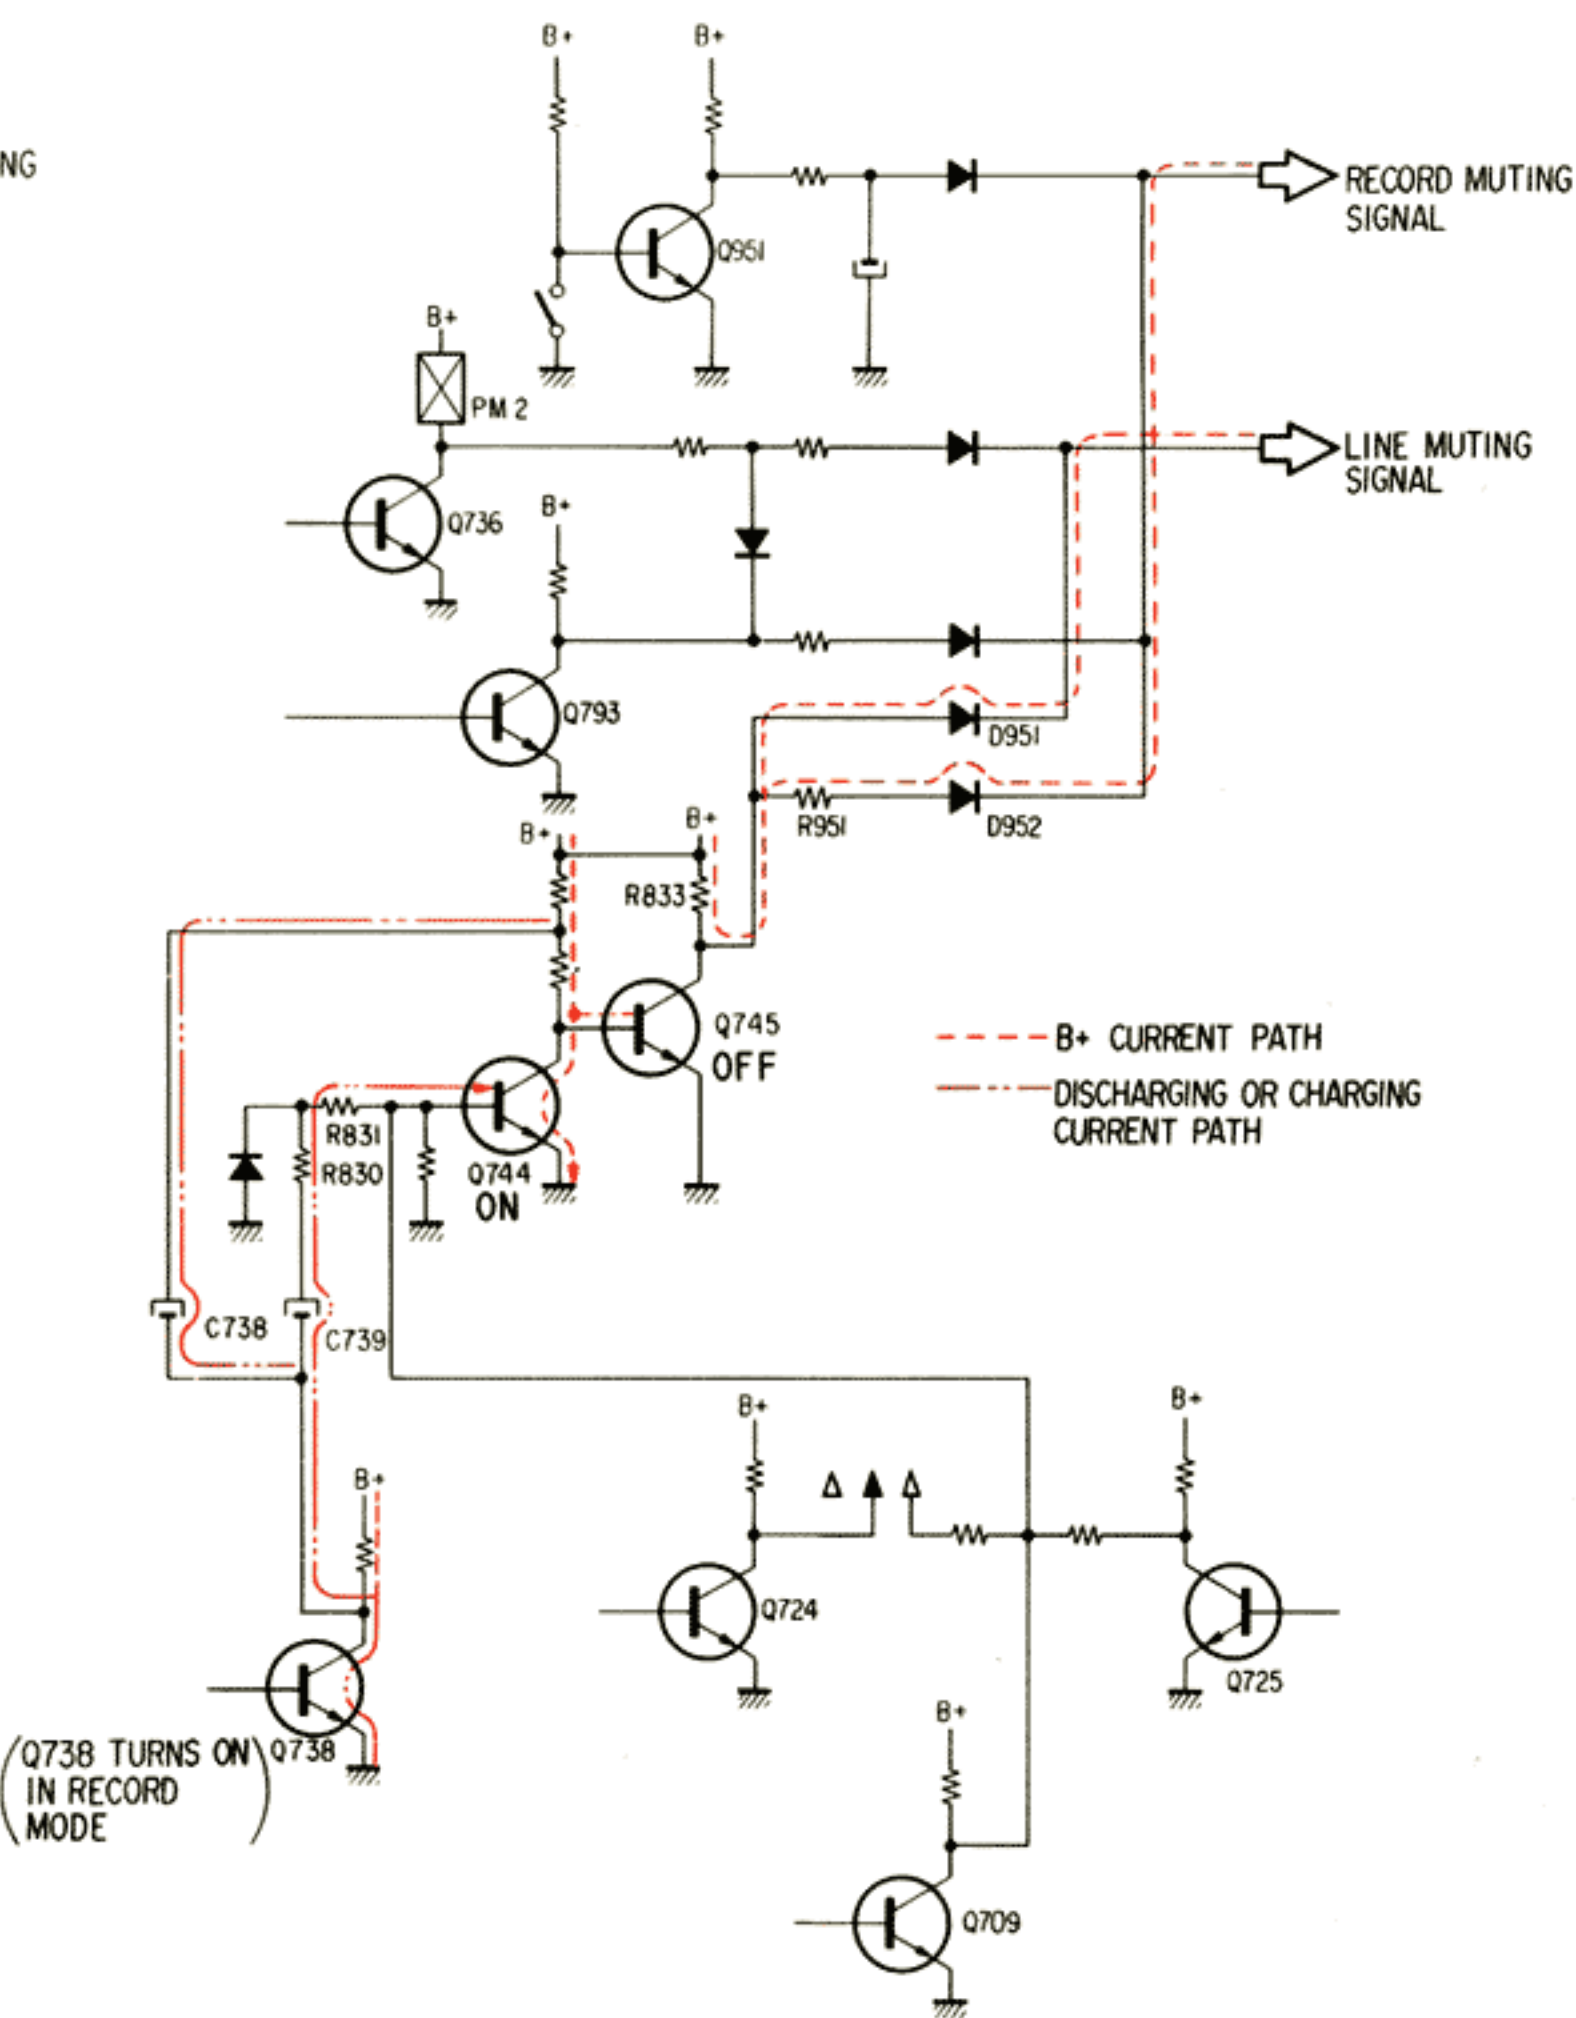 B+ B+
NG
RECORD MUTING
SIGNAL
Q951
B+
PM 2
LINE MUTING
SIGNAL
B+
Q736
Q793
D951
B+ B+
R951 D952
R833
Q745
OFF
B+ CURRENT PATH
DISCHARGING OR CHARGING
CURRENT PATH
R831
R830
Q744
ON
C738
C739
B+ B+
B+
Q724
Q725
B+
Q738
(Q738 TURNS ON
IN RECORD
MODE)
Q709